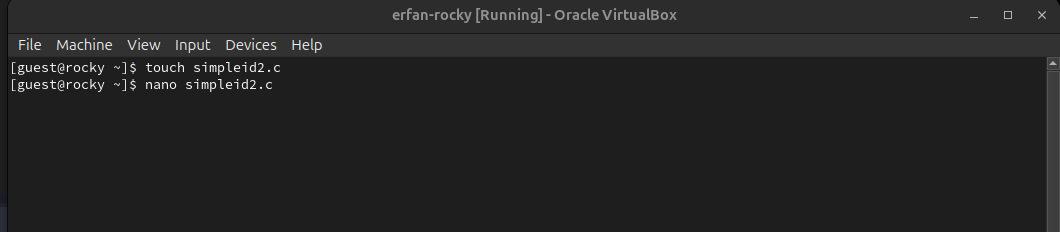 erfan-rocky [Running] - Oracle VirtualBox
File Machine View Input Devices Help
[guest@rocky ~]$ touch simpleid2.c
[guest@rocky ~]$ nano simpleid2.c